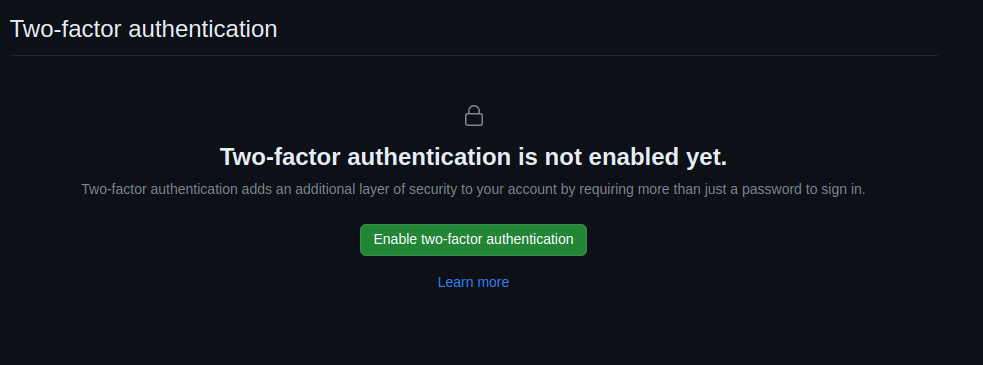 Two-factor authentication
Two-factor authentication is not enabled yet.
Two-factor authentication adds an additional layer of security to your account by requiring more than just a password to sign in.
Enable two-factor authentication
Learn more